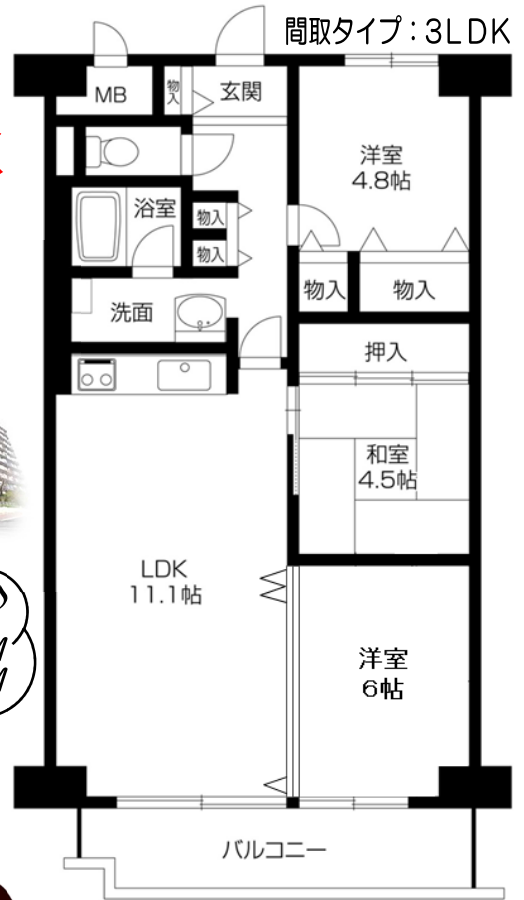 間取タイプ：3LDK
MB
物入
玄関
洋室
4.8帖
浴室
物入
物入
洗面
物入
物入
押入
和室
4.5帖
LDK
11.1帖
洋室
6帖
バルコニー